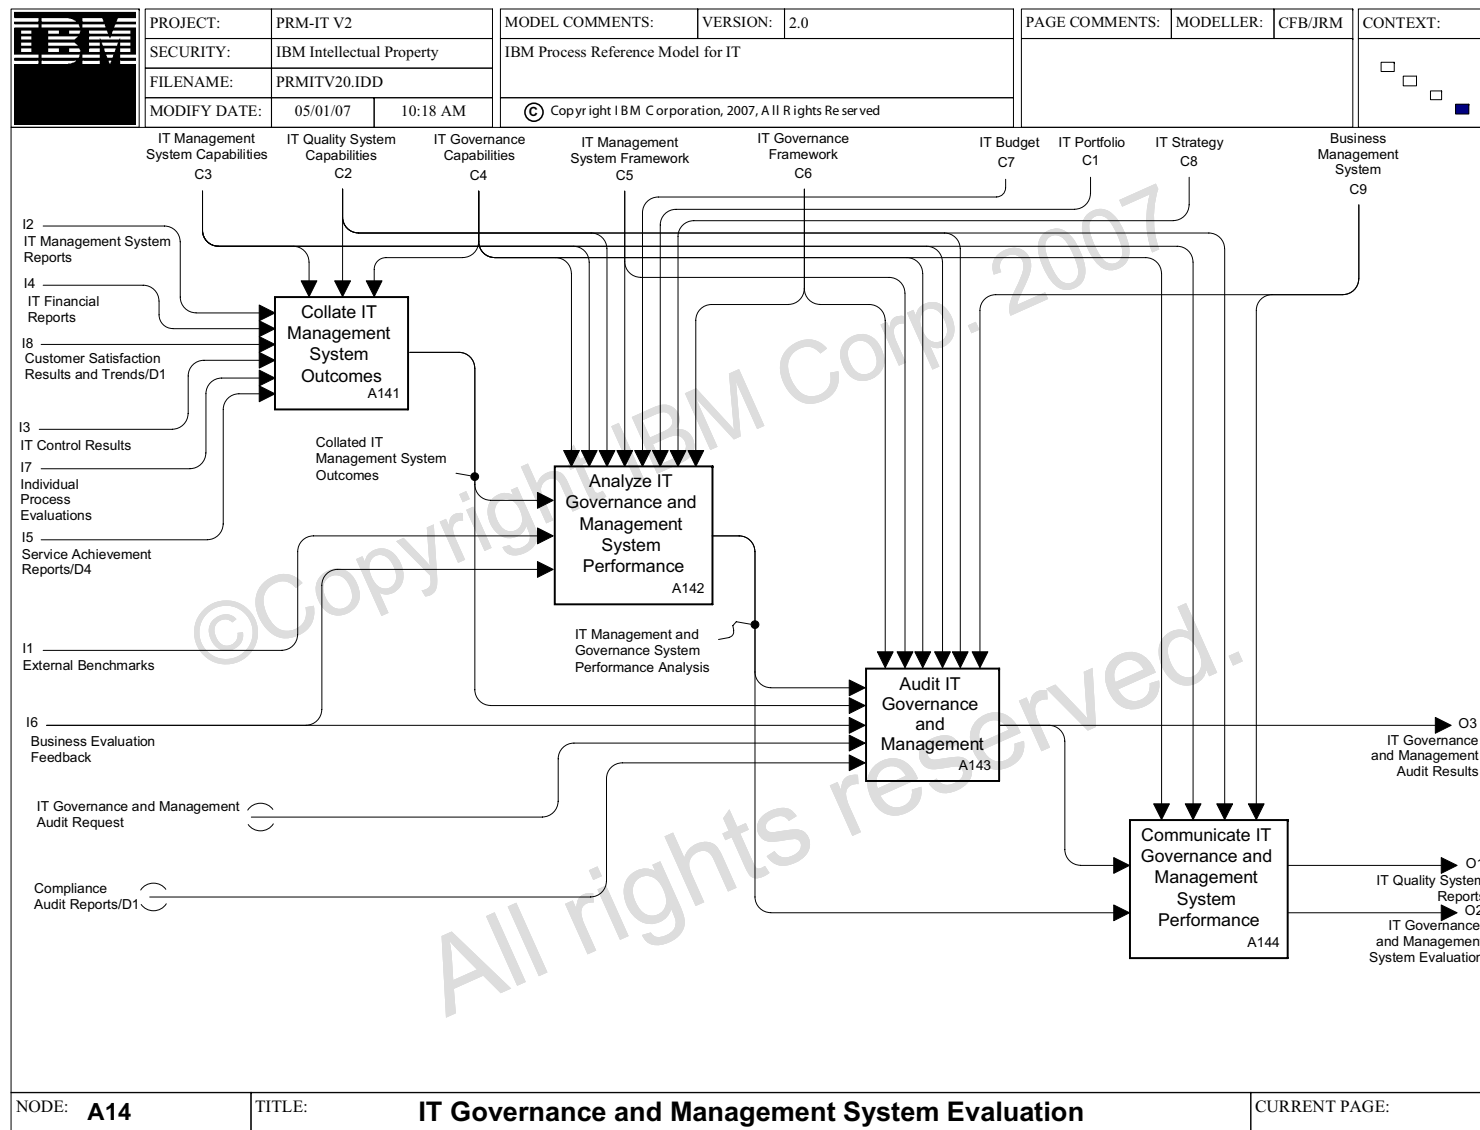 IBM
PROJECT: PRM-IT V2
SECURITY: IBM Intellectual Property
FILENAME: PRMITV20.IDD
MODIFY DATE: 05/01/07 10:18 AM
MODEL COMMENTS: VERSION: 2.0
IBM Process Reference Model for IT
© Copyright IBM Corporation, 2007, All Rights Reserved
PAGE COMMENTS: MODELLER: CFB/JRM
CONTEXT:
IT Management
System Capabilities
C3
IT Quality System
Capabilities
C2
IT Governance
Capabilities
C4
IT Management
System Framework
C5
IT Governance
Framework
C6
IT Budget
C7
IT Portfolio
C1
IT Strategy
C8
Business
Management
System
C9
I2
IT Management System
Reports
I4
IT Financial
Reports
I8
Customer Satisfaction
Results and Trends/D1
I3
IT Control Results
I7
Individual
Process
Evaluations
I5
Service Achievement
Reports/D4
I1
External Benchmarks
I6
Business Evaluation
Feedback
IT Governance and Management
Audit Request
Compliance
Audit Reports/D1
Collate IT
Management
System
Outcomes
A141
Collated IT
Management System
Outcomes
Analyze IT
Governance and
Management
System
Performance
A142
IT Management and
Governance System
Performance Analysis
Audit IT
Governance
and
Management
A143
Communicate IT
Governance and
Management
System
Performance
A144
O3
IT Governance
and Management
Audit Results
O1
IT Quality System
Reports
O2
IT Governance
and Management
System Evaluation
©Copyright IBM Corp. 2007
All rights reserved.
NODE: A14
TITLE: IT Governance and Management System Evaluation
CURRENT PAGE: